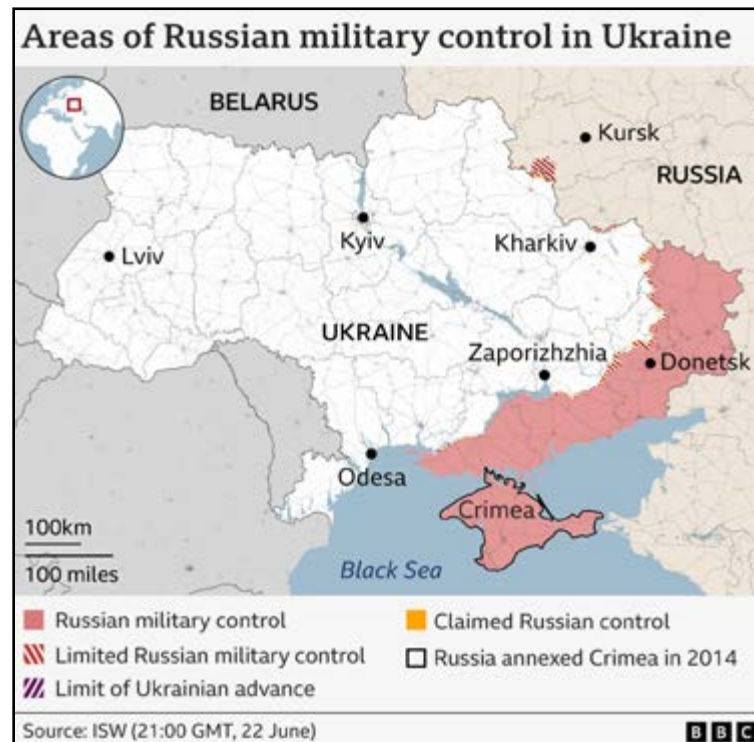 Areas of Russian military control in Ukraine
BELARUS
Kursk
RUSSIA
Kyiv
Kharkiv
Lviv
UKRAINE
Zaporizhzhia
Donetsk
Odesa
Crimea
100km
100 miles
Black Sea
Russian military control
Claimed Russian control
Limited Russian military control
Russia annexed Crimea in 2014
Limit of Ukrainian advance
Source: ISW (21:00 GMT, 22 June)
BBC